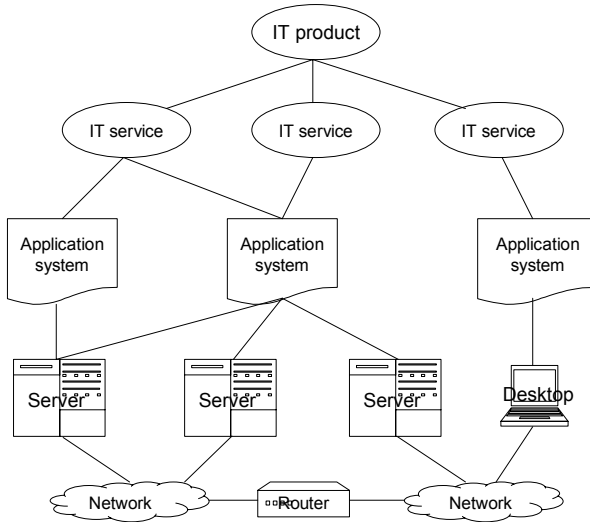 IT product
IT service
IT service
IT service
Application
system
Application
system
Application
system
Server
Server
Server
Desktop
Network
Router
Network